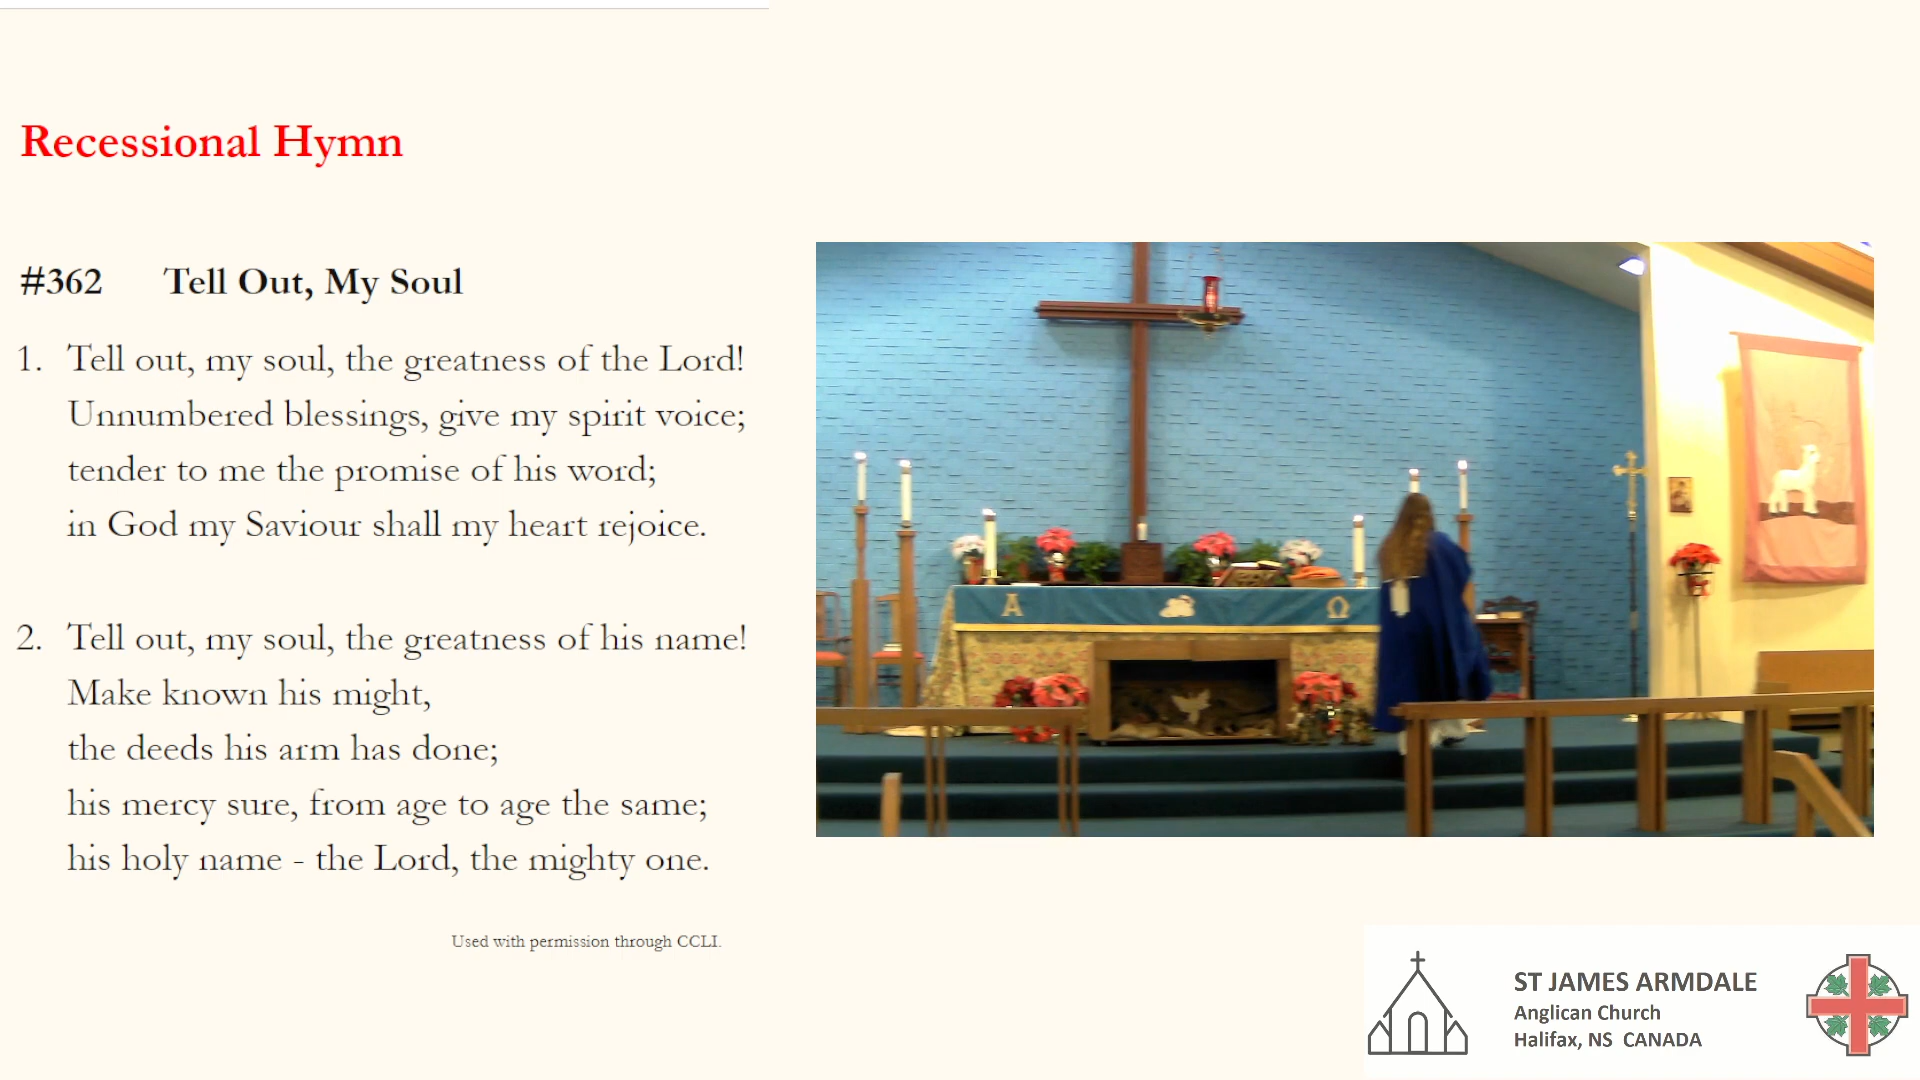 Recessional Hymn
#362 Tell Out, My Soul
1. Tell out, my soul, the greatness of the Lord!
Unnumbered blessings, give my spirit voice;
tender to me the promise of his word;
in God my Saviour shall my heart rejoice.
2. Tell out, my soul, the greatness of his name!
Make known his might,
the deeds his arm has done;
his mercy sure, from age to age the same;
his holy name - the Lord, the mighty one.
Used with permission through CCLI.
Α Ω
ST JAMES ARMDALE
Anglican Church
Halifax, NS CANADA